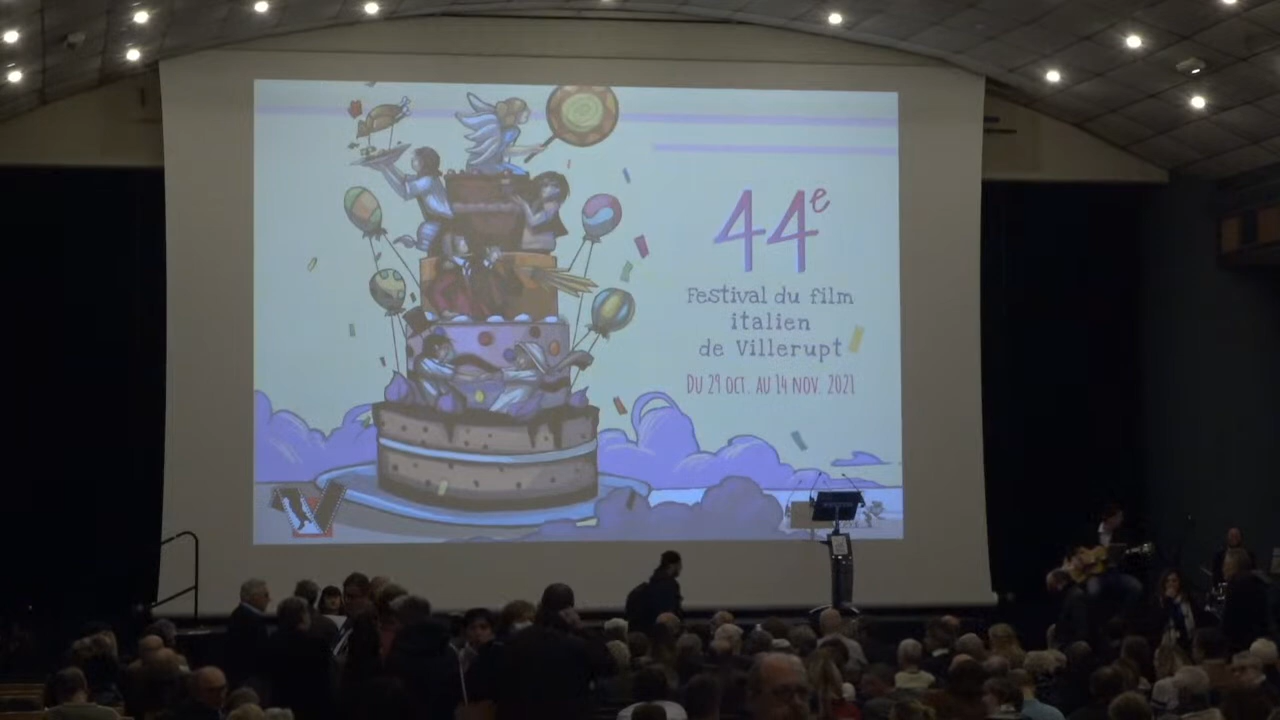 44e
Festival du film
italien
de Villerupt
DU 29 OCT. AU 14 NOV. 2021